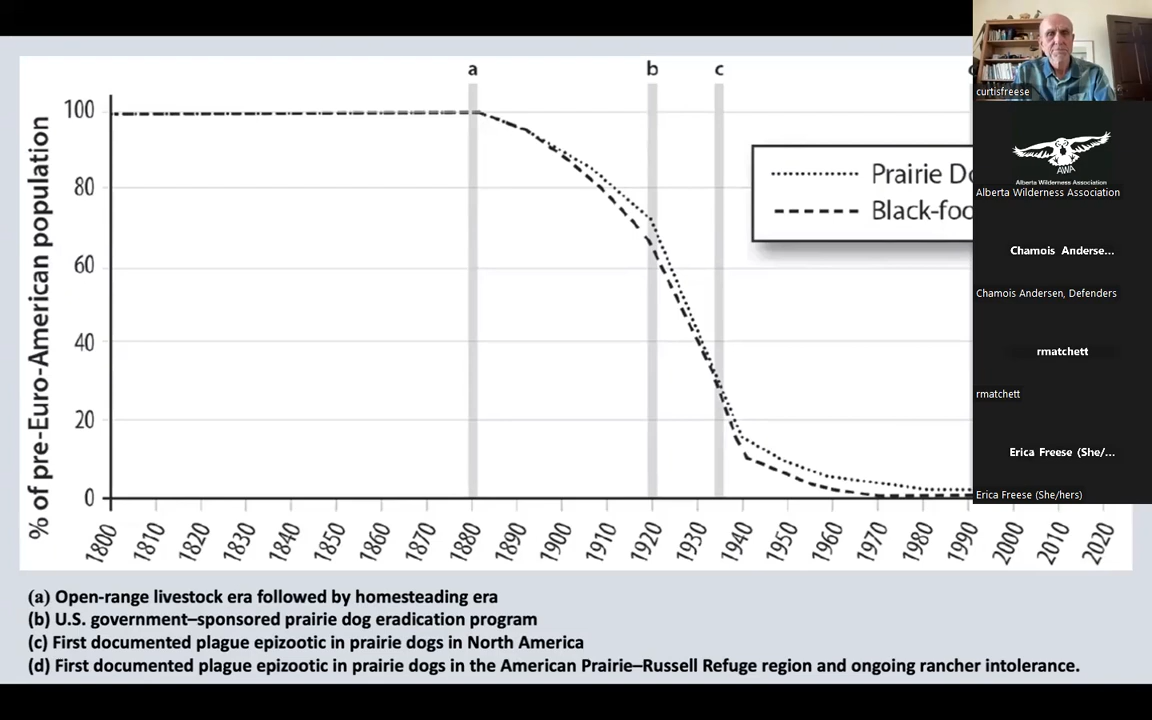 a b c
curtisfreese
100
80
60
40
20
0
% of pre-Euro-American population
Prairie
Black-foo
1800 1810 1820 1830 1840 1850 1860 1870 1880 1890 1900 1910 1920 1930 1940 1950 1960 1970 1980 1990 2000 2010 2020
AWA
Alberta Wilderness Association
Alberta Wilderness Association
Chamois Anderse...
Chamois Andersen, Defenders
rmatchett
rmatchett
Erica Freese (She/...
Erica Freese (She/hers)
(a) Open-range livestock era followed by homesteading era
(b) U.S. government–sponsored prairie dog eradication program
(c) First documented plague epizootic in prairie dogs in North America
(d) First documented plague epizootic in prairie dogs in the American Prairie–Russell Refuge region and ongoing rancher intolerance.